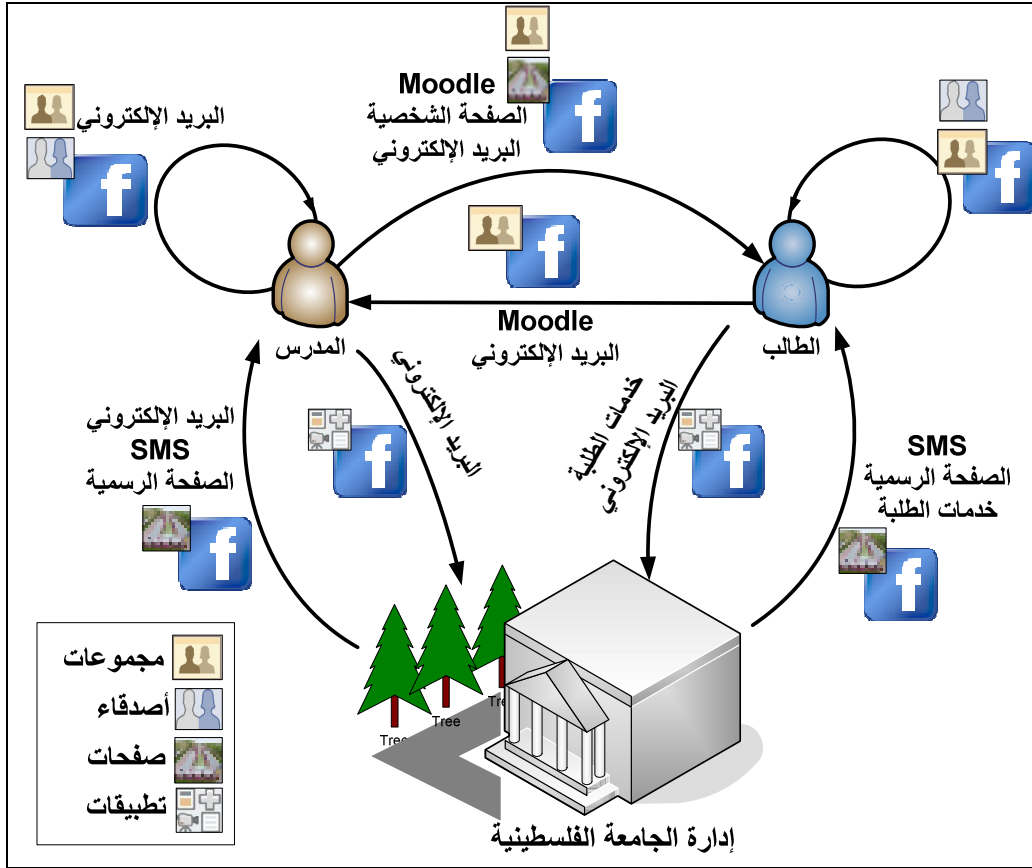 Moodle
الصفحة الشخصية
البريد الإلكتروني
البريد الإلكتروني
f
f
f
f
المدرس
Moodle
البريد الإلكتروني
الطالب
البريد الإلكتروني
SMS
الصفحة الرسمية
f
البريد الإلكتروني
f
خدمات الطلبة
البريد الإلكتروني
f
SMS
الصفحة الرسمية
خدمات الطلبة
f
Tree
Tree
Tre
مجموعات
أصدقاء
صفحات
تطبيقات
إدارة الجامعة الفلسطينية